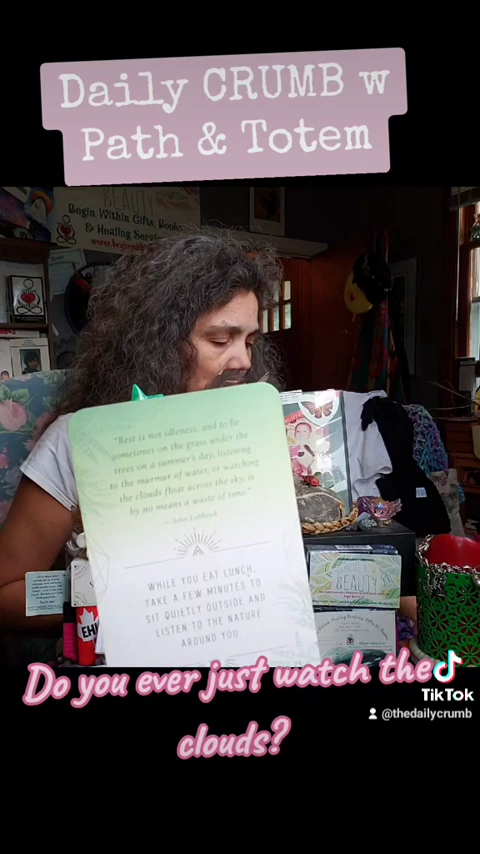 Daily CRUMB w
Path & Totem
BEAUTY
Begin Within Gifts, Books,
& Healing
"Rest is not idleness, and to lie
sometimes on the grass under the
trees on a summer's day, listening
to the murmur of water, or watching
the clouds float across the sky, is
by no means a waste of time."
—John Lubbock
WHILE YOU EAT LUNCH,
TAKE A FEW MINUTES TO
SIT QUIETLY OUTSIDE AND
LISTEN TO THE NATURE
AROUND YOU.
BEAUTY
EH
Do you ever just watch the
clouds?
TikTok
@thedailycrumb